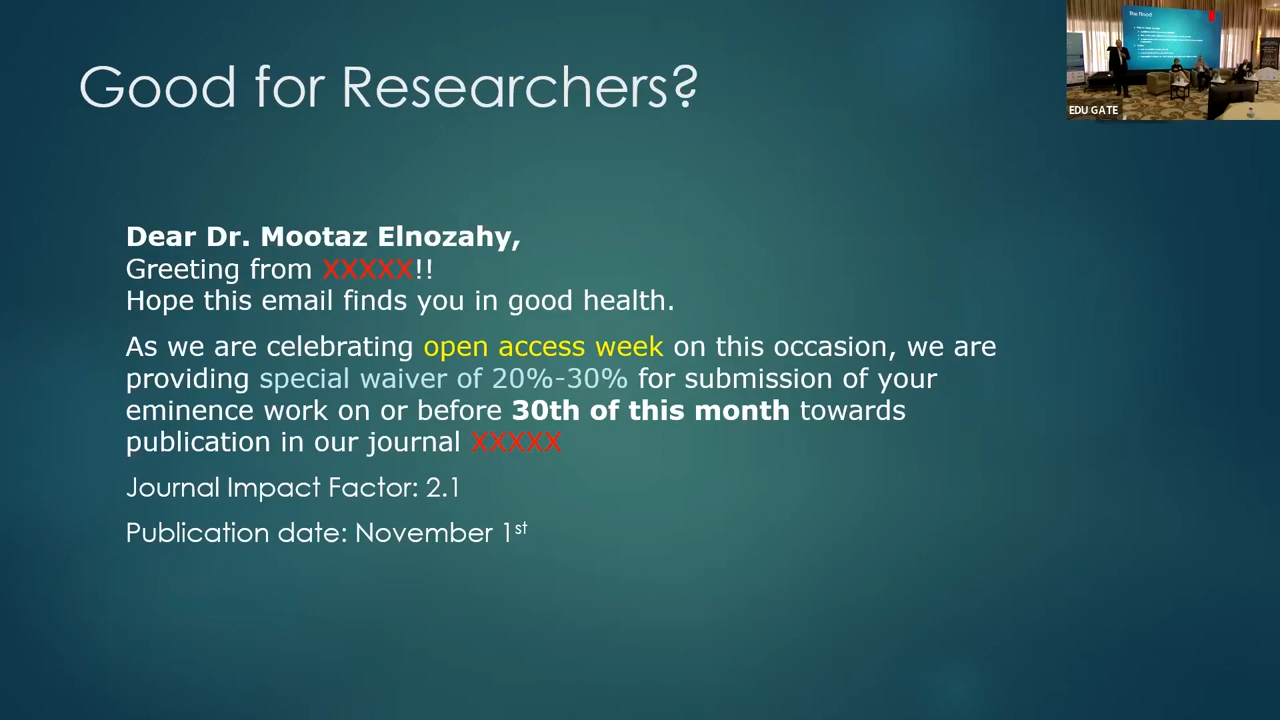 Good for Researchers?
The Flood
EDU GATE
Dear Dr. Mootaz Elnozahy,
Greeting from XXXXX!!
Hope this email finds you in good health.
As we are celebrating open access week on this occasion, we are
providing special waiver of 20%-30% for submission of your
eminence work on or before 30th of this month towards
publication in our journal XXXXX
Journal Impact Factor: 2.1
Publication date: November 1st